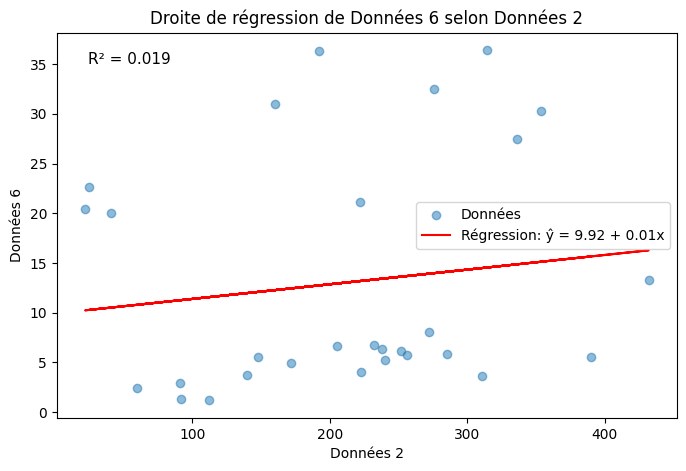 Droite de régression de Données 6 selon Données 2
R² = 0.019
35
30
25
20
15
10
5
0
Données 6
Données
Régression: ŷ = 9.92 + 0.01x
100
200
300
400
Données 2